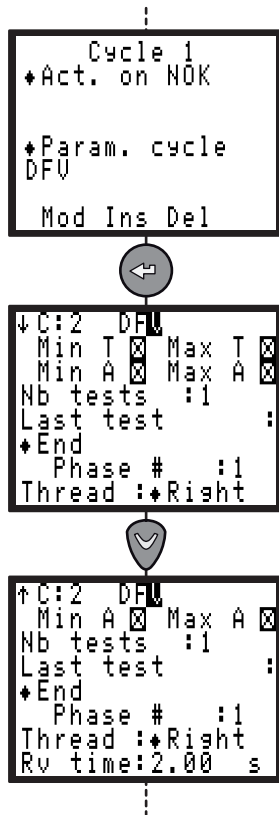 Cycle 1
♦Act. on NOK
♦Param. cycle
DFV
Mod Ins Del
↓C:2 DFV
Min T ☒ Max T ☒
Min A ☒ Max A ☒
Nb tests :1
Last test :
♦End
Phase # :1
Thread :♦Right
↑C:2 DFV
Min A ☒ Max A ☒
Nb tests :1
Last test :
♦End
Phase # :1
Thread :♦Right
Rv time:2.00 s